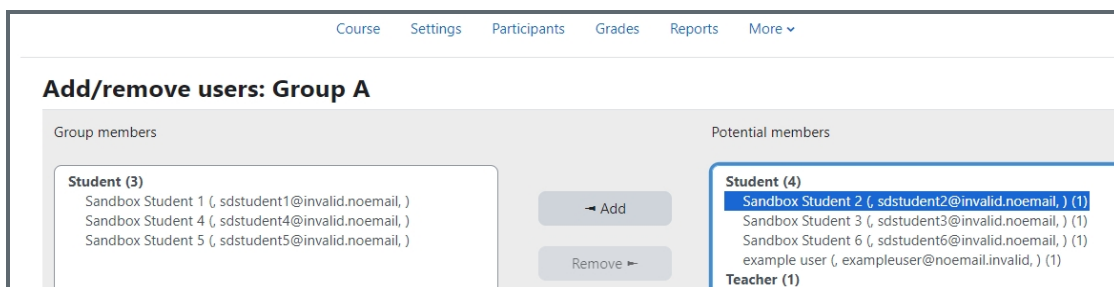 Course Settings Participants Grades Reports More
Add/remove users: Group A
Group members
Student (3)
Sandbox Student 1 (, sdstudent1@invalid.noemail, )
Sandbox Student 4 (, sdstudent4@invalid.noemail, )
Sandbox Student 5 (, sdstudent5@invalid.noemail, )
Add
Remove
Potential members
Student (4)
Sandbox Student 2 (, sdstudent2@invalid.noemail, ) (1)
Sandbox Student 3 (, sdstudent3@invalid.noemail, ) (1)
Sandbox Student 6 (, sdstudent6@invalid.noemail, ) (1)
example user (, exampleuser@noemail.invalid, ) (1)
Teacher (1)